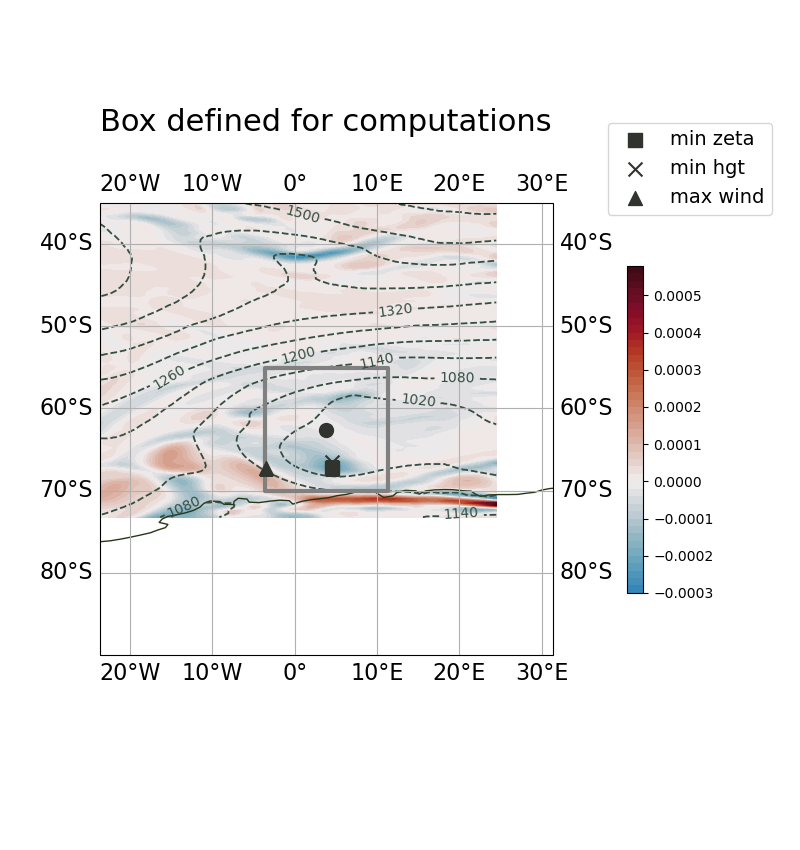 Box defined for computations
min zeta
min hgt
max wind
20°W 10°W 0° 10°E 20°E 30°E
1500
40°S 40°S
1320
50°S 50°S
1200 1140
1260 1080
1020
60°S 60°S
70°S 70°S
1080 1140
80°S 80°S
20°W 10°W 0° 10°E 20°E 30°E
0.0005
0.0004
0.0003
0.0002
0.0001
0.0000
−0.0001
−0.0002
−0.0003